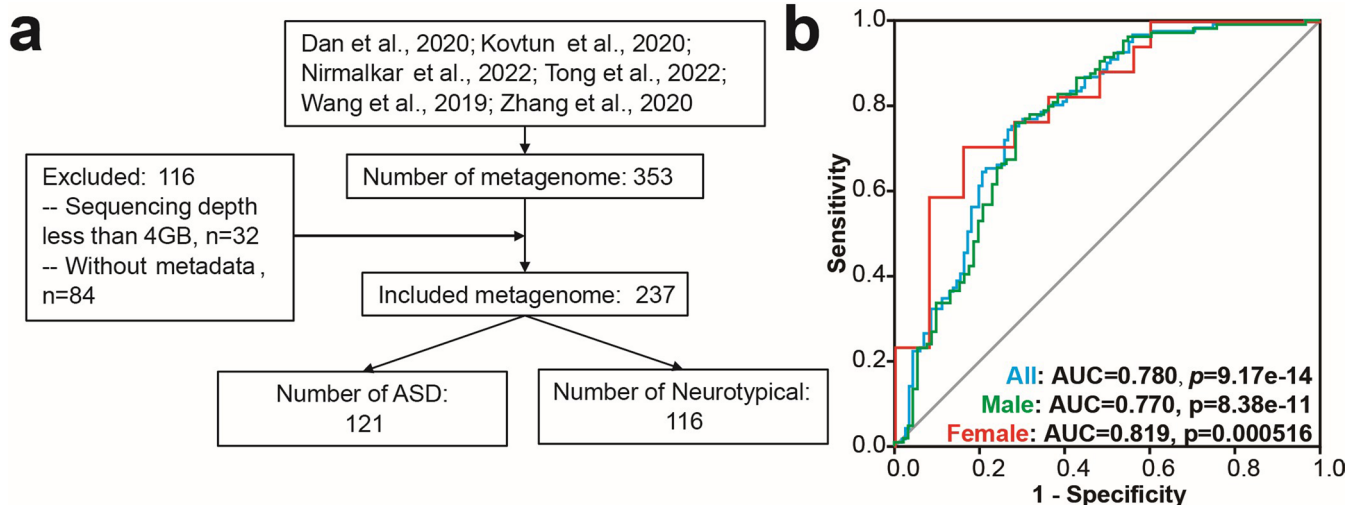 a
Dan et al., 2020; Kovtun et al., 2020;
Nirmalkar et al., 2022; Tong et al., 2022;
Wang et al., 2019; Zhang et al., 2020
Number of metagenome: 353
Excluded: 116
-- Sequencing depth
less than 4GB, n=32
-- Without metadata,
n=84
Included metagenome: 237
Number of ASD:
121
Number of Neurotypical:
116
b
Sensitivity
1.0
0.8
0.6
0.4
0.2
0.0
All: AUC=0.780, p=9.17e-14
Male: AUC=0.770, p=8.38e-11
Female: AUC=0.819, p=0.000516
0.0 0.2 0.4 0.6 0.8 1.0
1 - Specificity